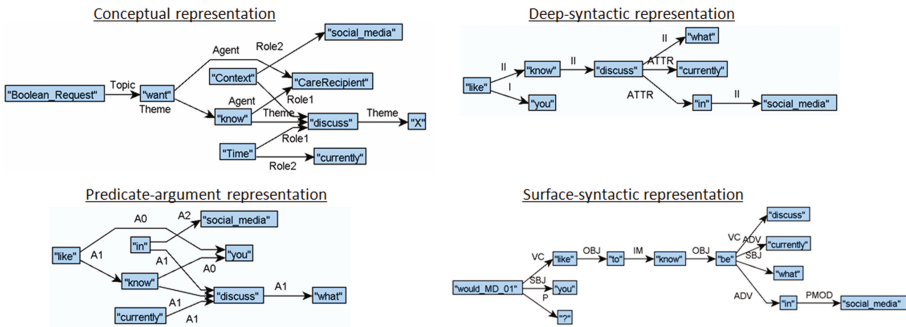 Conceptual representation
"Boolean_Request"
Topic
"want"
Theme
Agent
Role2
"social_media"
"Context"
"CareRecipient"
Agent
Role1
"know"
Theme
"discuss"
Theme
"X"
Role1
"Time"
Role2
"currently"
Deep-syntactic representation
"like"
II
I
"know"
"you"
II
"discuss"
II
"what"
ATTR
"currently"
ATTR
"in"
II
"social_media"
Predicate-argument representation
A0
A2
"social_media"
"in"
"like"
A1
A1
"you"
A0
"know"
"discuss"
A1
"what"
A1
"currently"
A1
Surface-syntactic representation
"would_MD_01"
VC
"like"
OBJ
"to"
IM
"know"
OBJ
"be"
SBJ
"you"
P
"?"
"discuss"
VC
ADV
"currently"
SBJ
"what"
ADV
"in"
PMOD
"social_media"